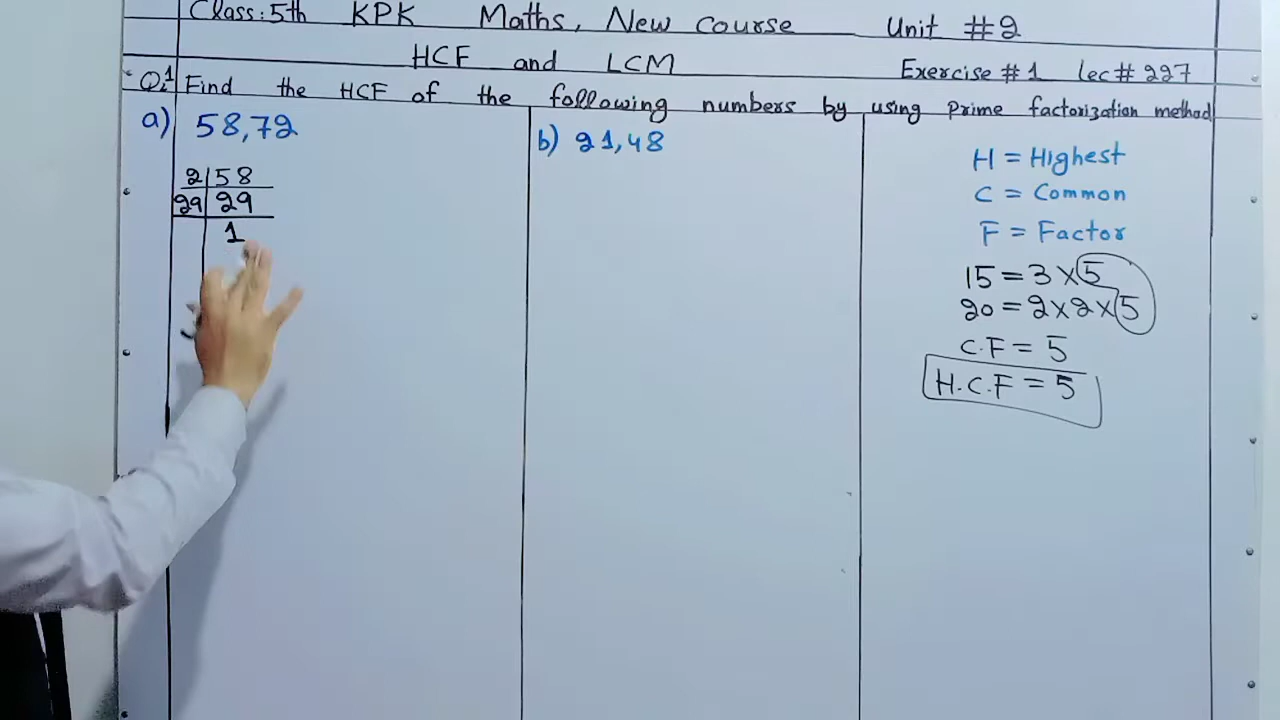 Class: 5th KPK Maths, New course Unit #2
HCF and LCM
Exercise #1 lec# 227
Q1 Find the HCF of the following numbers by using prime factorization method
a) 58,72
2 58
29 29
1
b) 21,48
H = Highest
C = Common
F = Factor
15 = 3 × 5
20 = 2×2×5
C.F = 5
H.C.F = 5